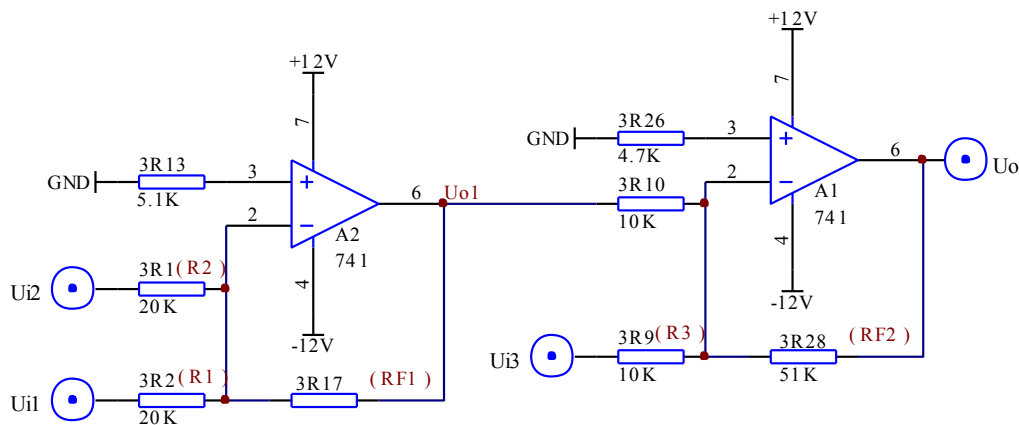 +12V
7
3R13
GND
5.1K
3
+
2
−
6
Uo1
A2
741
4
-12V
Ui2
3R1
(R2)
20K
Ui1
3R2
(R1)
20K
3R17
(RF1)
+12V
7
3R26
GND
4.7K
3
+
2
−
6
Uo
A1
741
4
-12V
3R10
10K
Ui3
3R9
(R3)
10K
3R28
(RF2)
51K